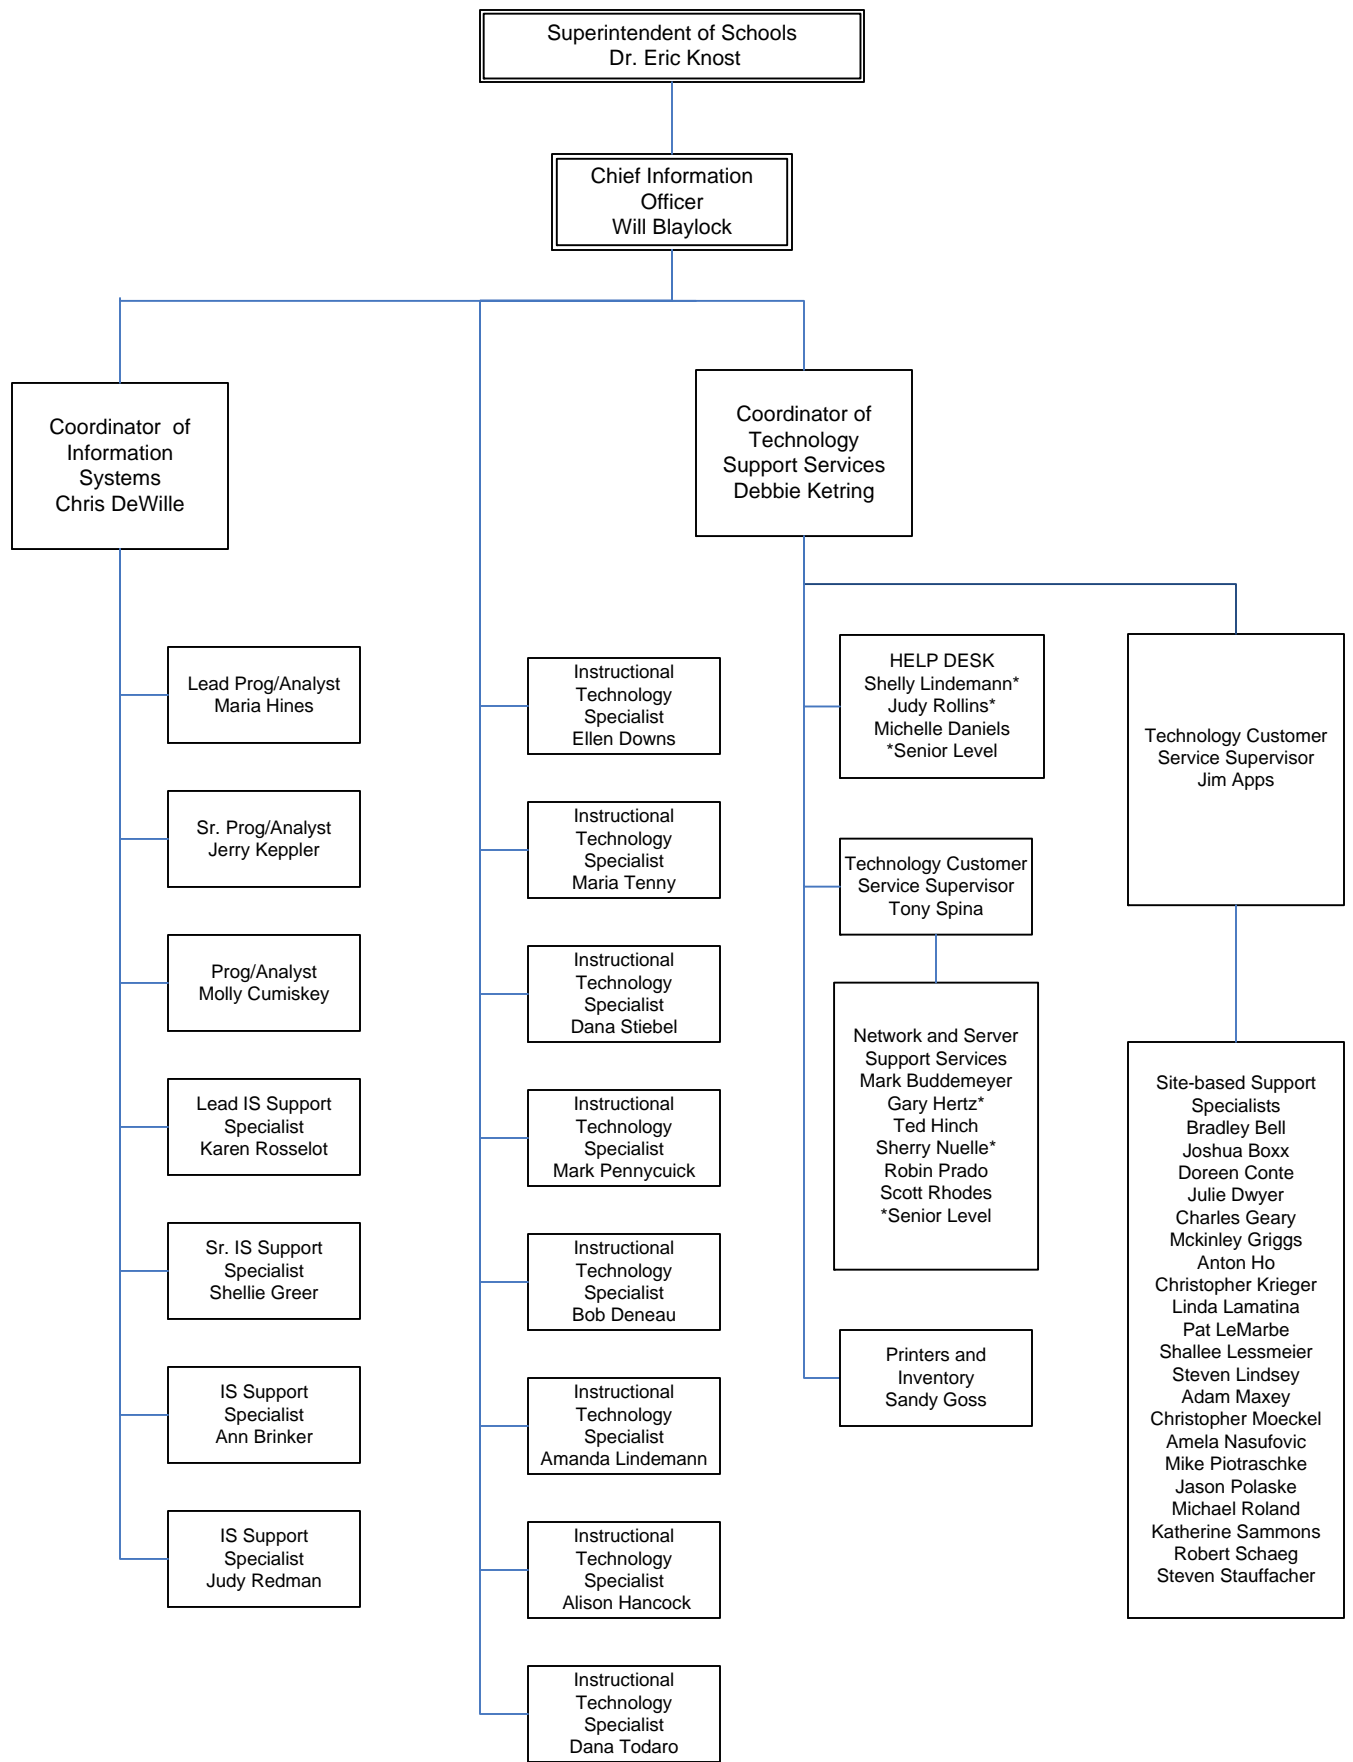 Superintendent of Schools
Dr. Eric Knost
Chief Information
Officer
Will Blaylock
Coordinator of
Information
Systems
Chris DeWille
Lead Prog/Analyst
Maria Hines
Sr. Prog/Analyst
Jerry Keppler
Prog/Analyst
Molly Cumiskey
Lead IS Support
Specialist
Karen Rosselot
Sr. IS Support
Specialist
Shellie Greer
IS Support
Specialist
Ann Brinker
IS Support
Specialist
Judy Redman
Instructional
Technology
Specialist
Ellen Downs
Instructional
Technology
Specialist
Maria Tenny
Instructional
Technology
Specialist
Dana Stiebel
Instructional
Technology
Specialist
Mark Pennycuick
Instructional
Technology
Specialist
Bob Deneau
Instructional
Technology
Specialist
Amanda Lindemann
Instructional
Technology
Specialist
Alison Hancock
Instructional
Technology
Specialist
Dana Todaro
Coordinator of
Technology
Support Services
Debbie Ketring
HELP DESK
Shelly Lindemann*
Judy Rollins*
Michelle Daniels
*Senior Level
Technology Customer
Service Supervisor
Tony Spina
Network and Server
Support Services
Mark Buddemeyer
Gary Hertz*
Ted Hinch
Sherry Nuelle*
Robin Prado
Scott Rhodes
*Senior Level
Printers and
Inventory
Sandy Goss
Technology Customer
Service Supervisor
Jim Apps
Site-based Support
Specialists
Bradley Bell
Joshua Boxx
Doreen Conte
Julie Dwyer
Charles Geary
Mckinley Griggs
Anton Ho
Christopher Krieger
Linda Lamatina
Pat LeMarbe
Shallee Lessmeier
Steven Lindsey
Adam Maxey
Christopher Moeckel
Amela Nasufovic
Mike Piotraschke
Jason Polaske
Michael Roland
Katherine Sammons
Robert Schaeg
Steven Stauffacher